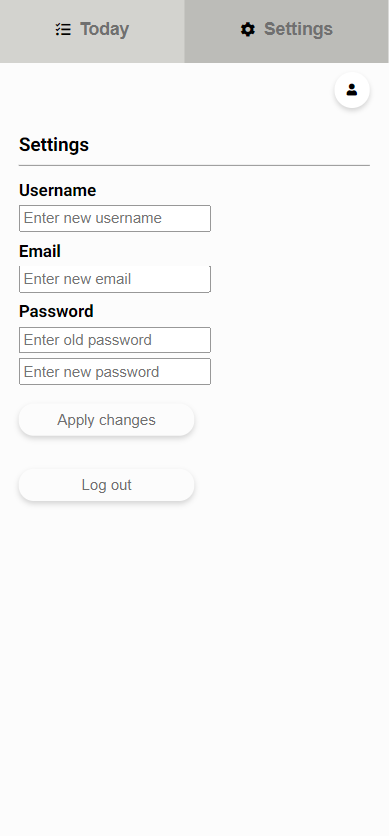 Today Settings
Settings
Username
Enter new username
Email
Enter new email
Password
Enter old password
Enter new password
Apply changes
Log out